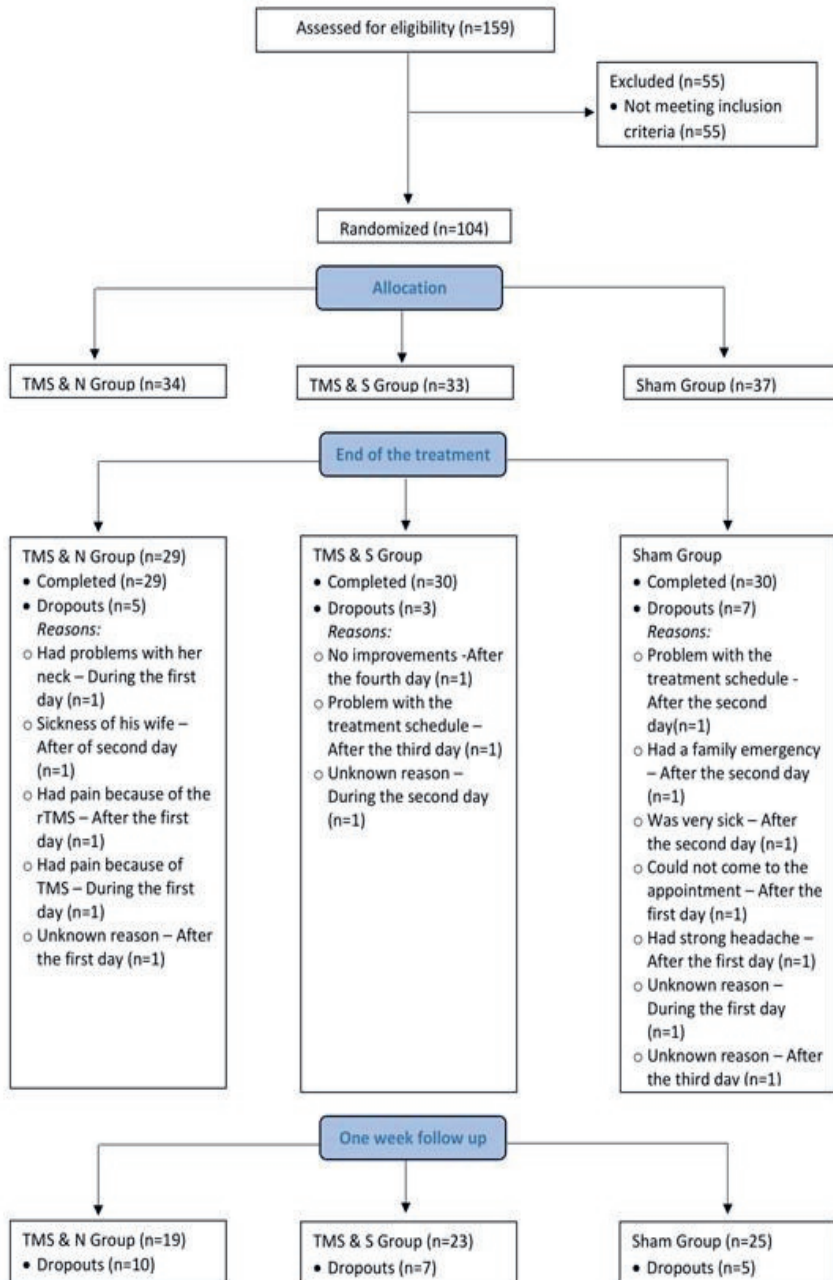 Assessed for eligibility (n=159)
Excluded (n=55)
• Not meeting inclusion
criteria (n=55)
Randomized (n=104)
Allocation
TMS & N Group (n=34)
TMS & S Group (n=33)
Sham Group (n=37)
End of the treatment
TMS & N Group (n=29)
• Completed (n=29)
• Dropouts (n=5)
Reasons:
○ Had problems with her
neck – During the first
day (n=1)
○ Sickness of his wife –
After of second day
(n=1)
○ Had pain because of the
rTMS – After the first
day (n=1)
○ Had pain because of
TMS – During the first
day (n=1)
○ Unknown reason – After
the first day (n=1)
TMS & S Group
• Completed (n=30)
• Dropouts (n=3)
Reasons:
○ No improvements -After
the fourth day (n=1)
○ Problem with the
treatment schedule –
After the third day (n=1)
○ Unknown reason –
During the second day
(n=1)
Sham Group
• Completed (n=30)
• Dropouts (n=7)
Reasons:
○ Problem with the
treatment schedule -
After the second
day(n=1)
○ Had a family emergency
– After the second day
(n=1)
○ Was very sick – After
the second day (n=1)
○ Could not come to the
appointment – After the
first day (n=1)
○ Had strong headache –
After the first day (n=1)
○ Unknown reason –
During the first day
(n=1)
○ Unknown reason – After
the third day (n=1)
One week follow up
TMS & N Group (n=19)
• Dropouts (n=10)
TMS & S Group (n=23)
• Dropouts (n=7)
Sham Group (n=25)
• Dropouts (n=5)